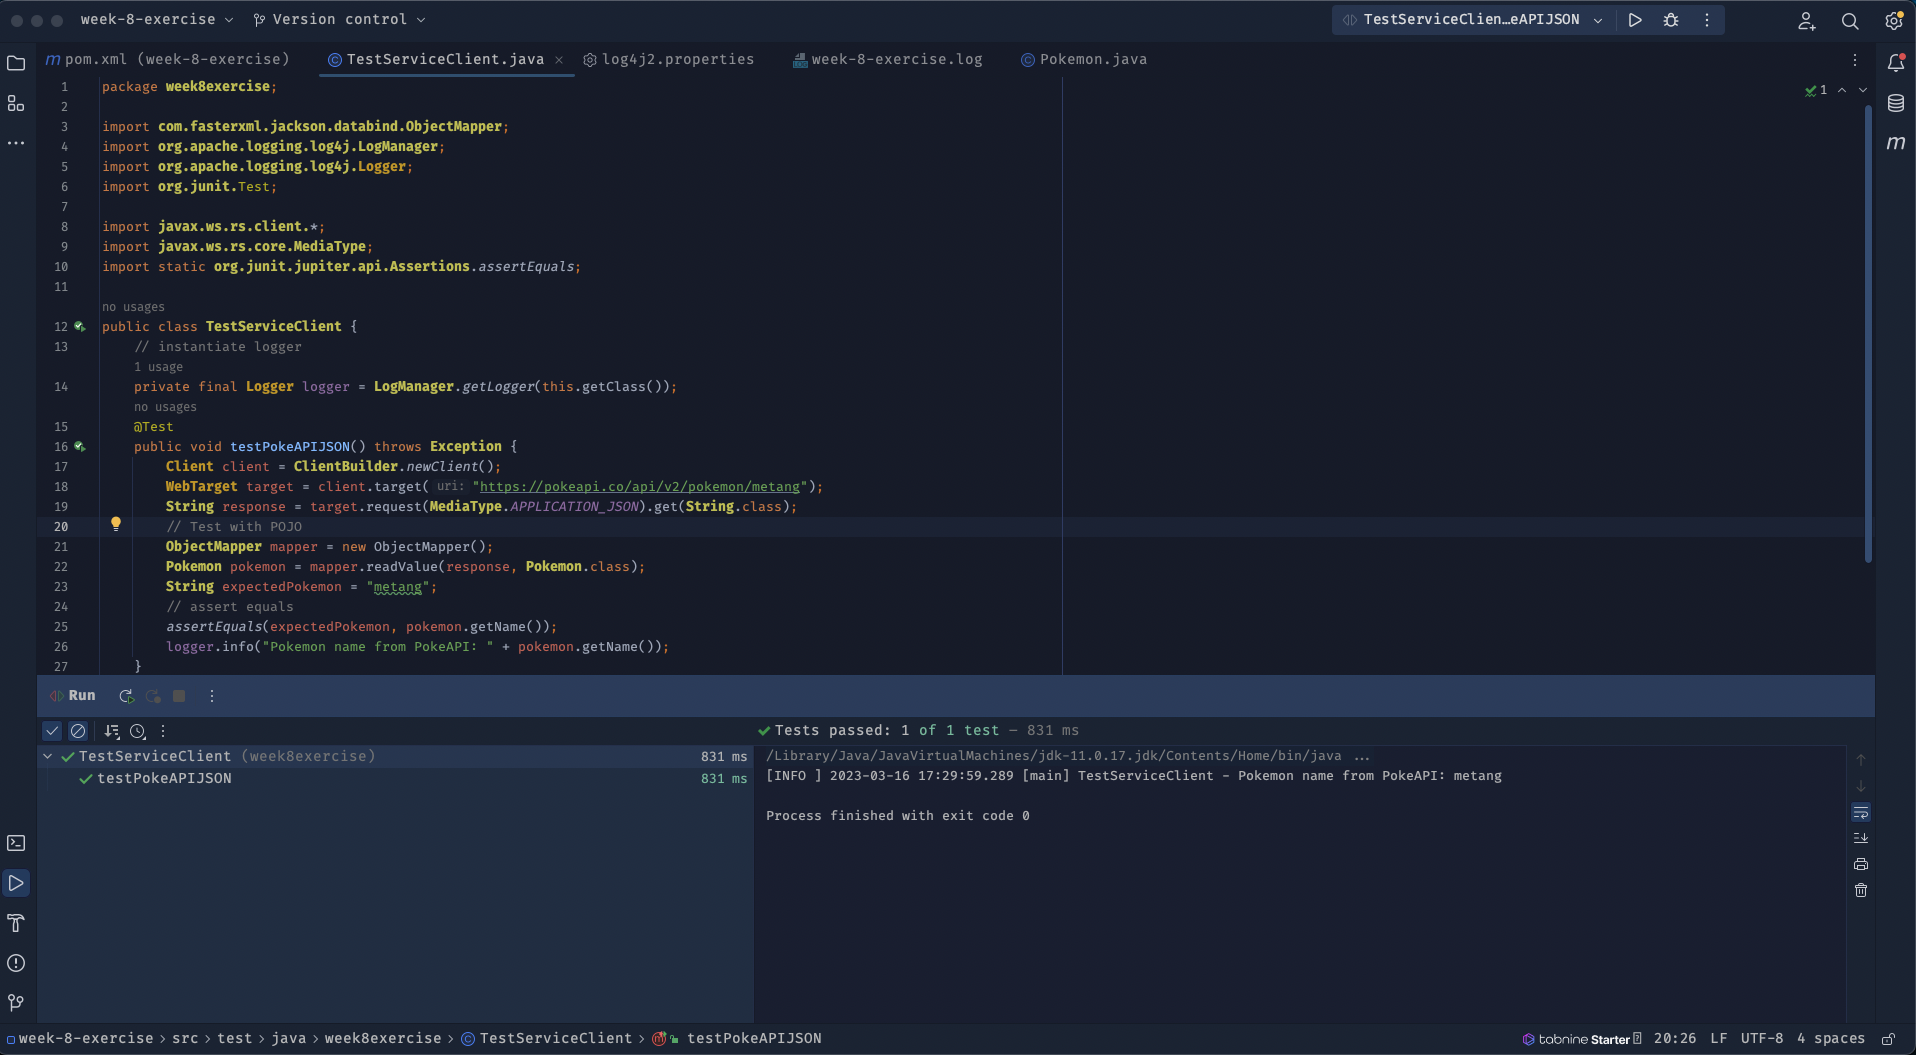 week-8-exercise Version control TestServiceClien…eAPIJSON
pom.xml (week-8-exercise) TestServiceClient.java log4j2.properties week-8-exercise.log Pokemon.java
1 package week8exercise;
1
2
3 import com.fasterxml.jackson.databind.ObjectMapper;
4 import org.apache.logging.log4j.LogManager;
5 import org.apache.logging.log4j.Logger;
6 import org.junit.Test;
7
8 import javax.ws.rs.client.*;
9 import javax.ws.rs.core.MediaType;
10 import static org.junit.jupiter.api.Assertions.assertEquals;
11
no usages
12 public class TestServiceClient {
13 // instantiate logger
1 usage
14 private final Logger logger = LogManager.getLogger(this.getClass());
no usages
15 @Test
16 public void testPokeAPIJSON() throws Exception {
17 Client client = ClientBuilder.newClient();
18 WebTarget target = client.target( uri: "https://pokeapi.co/api/v2/pokemon/metang");
19 String response = target.request(MediaType.APPLICATION_JSON).get(String.class);
20 // Test with POJO
21 ObjectMapper mapper = new ObjectMapper();
22 Pokemon pokemon = mapper.readValue(response, Pokemon.class);
23 String expectedPokemon = "metang";
24 // assert equals
25 assertEquals(expectedPokemon, pokemon.getName());
26 logger.info("Pokemon name from PokeAPI: " + pokemon.getName());
27 }
Run
Tests passed: 1 of 1 test – 831 ms
TestServiceClient (week8exercise) 831 ms
testPokeAPIJSON 831 ms
/Library/Java/JavaVirtualMachines/jdk-11.0.17.jdk/Contents/Home/bin/java ...
[INFO ] 2023-03-16 17:29:59.289 [main] TestServiceClient - Pokemon name from PokeAPI: metang
Process finished with exit code 0
week-8-exercise > src > test > java > week8exercise > TestServiceClient > testPokeAPIJSON
tabnine Starter 20:26 LF UTF-8 4 spaces